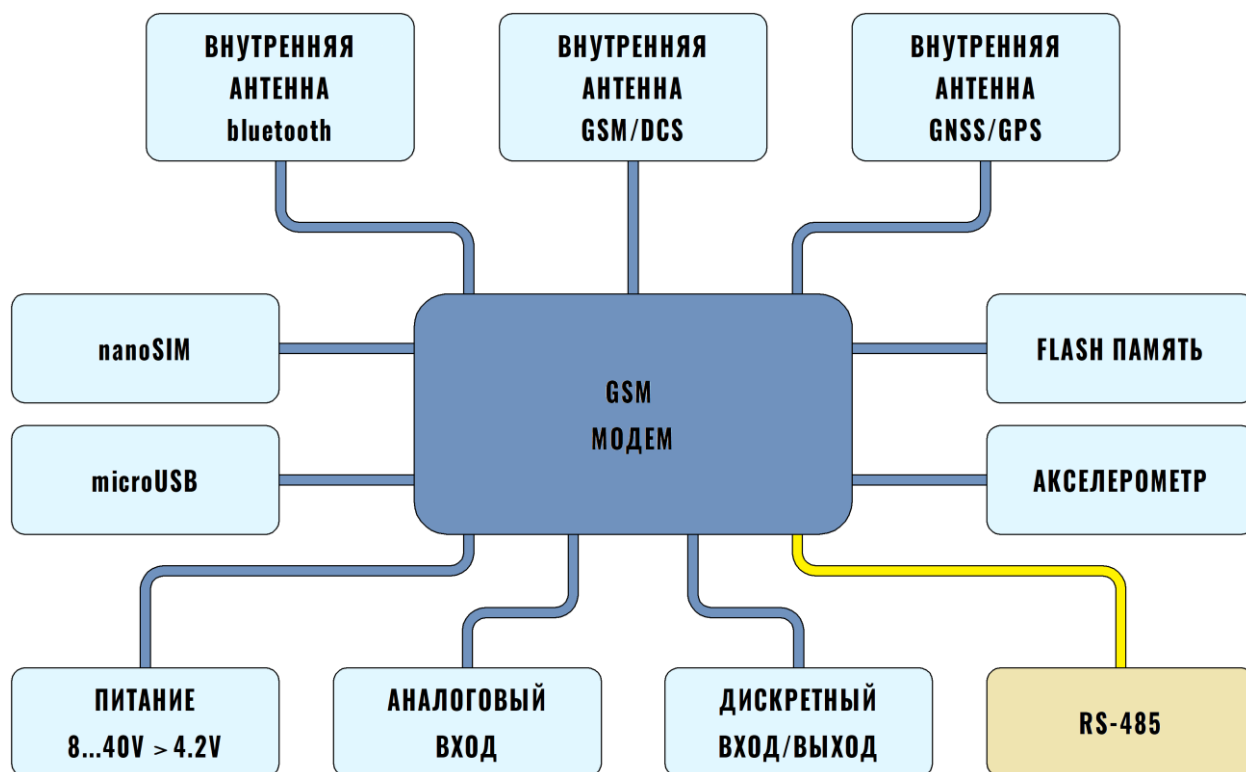 ВНУТРЕННЯЯ
АНТЕННА
bluetooth
ВНУТРЕННЯЯ
АНТЕННА
GSM/DCS
ВНУТРЕННЯЯ
АНТЕННА
GNSS/GPS
nanoSIM
GSM
МОДЕМ
FLASH ПАМЯТЬ
microUSB
АКСЕЛЕРОМЕТР
ПИТАНИЕ
8...40V > 4.2V
АНАЛОГОВЫЙ
ВХОД
ДИСКРЕТНЫЙ
ВХОД/ВЫХОД
RS-485